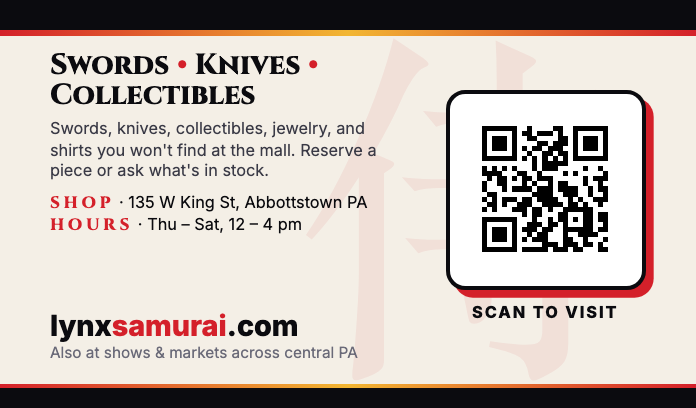 Swords • Knives •
Collectibles
Swords, knives, collectibles, jewelry, and
shirts you won't find at the mall. Reserve a
piece or ask what's in stock.
SHOP · 135 W King St, Abbottstown PA
HOURS · Thu – Sat, 12 – 4 pm
lynxsamurai.com
Also at shows & markets across central PA
侍
SCAN TO VISIT